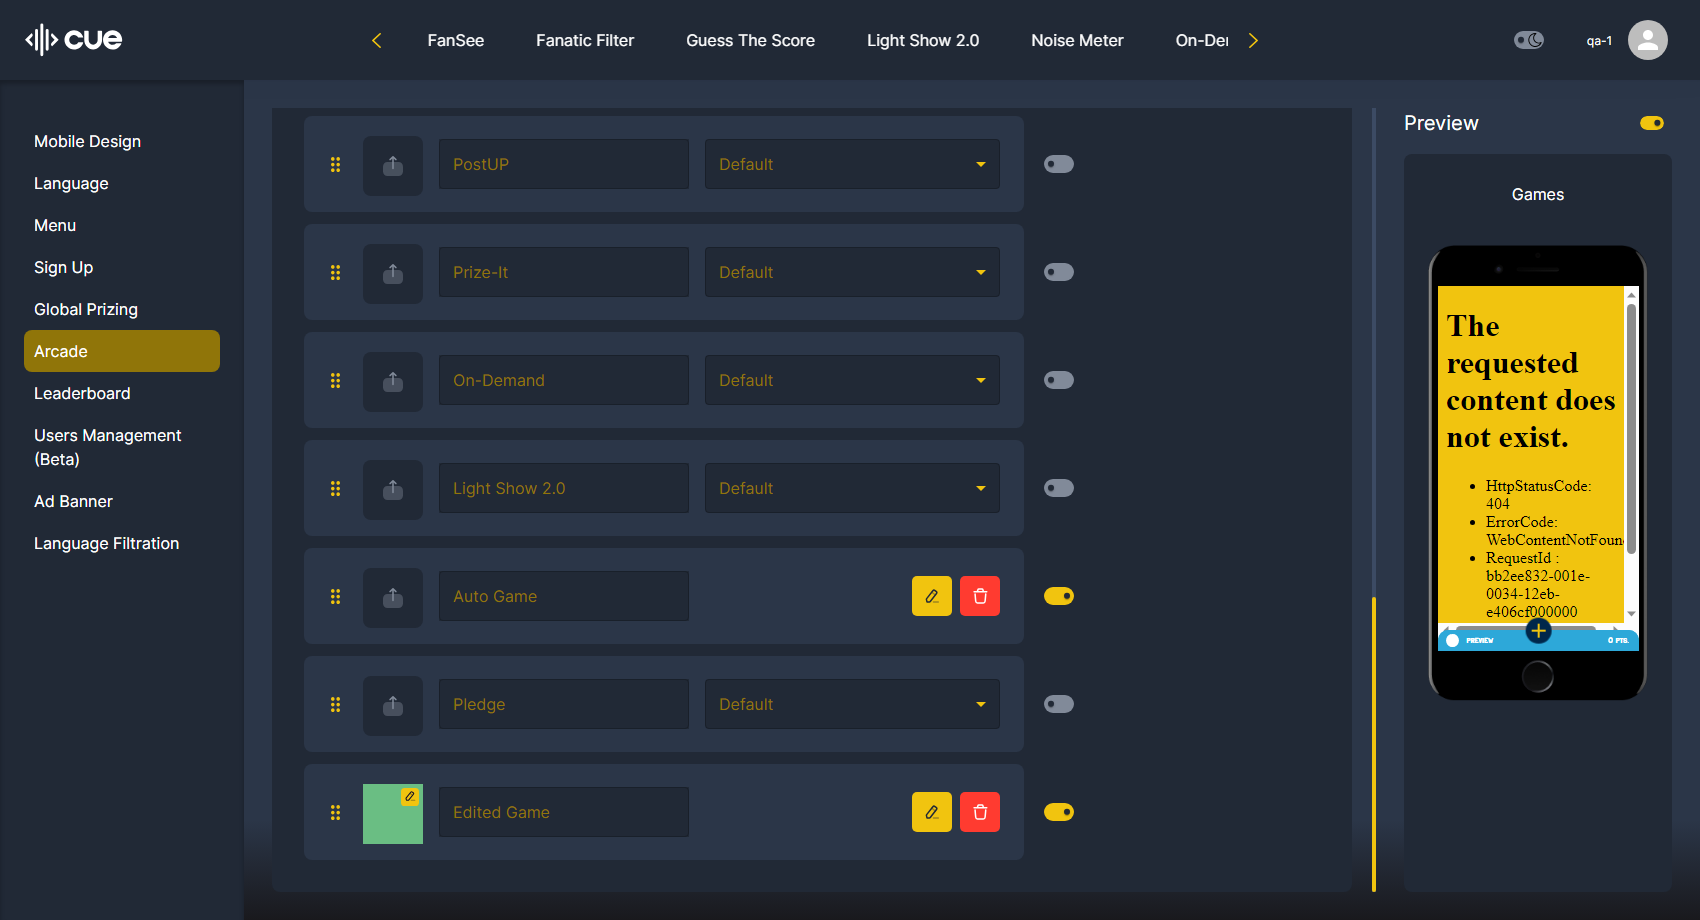 cue
FanSee
Fanatic Filter
Guess The Score
Light Show 2.0
Noise Meter
On-De
qa-1
Mobile Design
Language
Menu
Sign Up
Global Prizing
Arcade
Leaderboard
Users Management
(Beta)
Ad Banner
Language Filtration
PostUP
Default
Prize-It
Default
On-Demand
Default
Light Show 2.0
Default
Auto Game
Pledge
Default
Edited Game
Preview
Games
The
requested
content does
not exist.
HttpStatusCode:
404
ErrorCode:
WebContentNotFoun
RequestId :
bb2ee832-001e-
0034-12eb-
e406cf000000
PREVIEW
0 PTS.